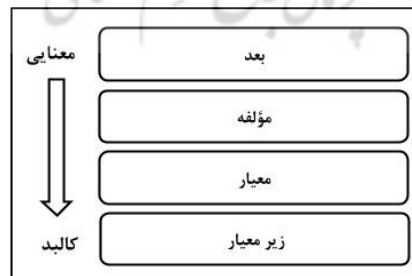 معنایی
بعد
مؤلفه
معیار
کالبد
زیر معیار